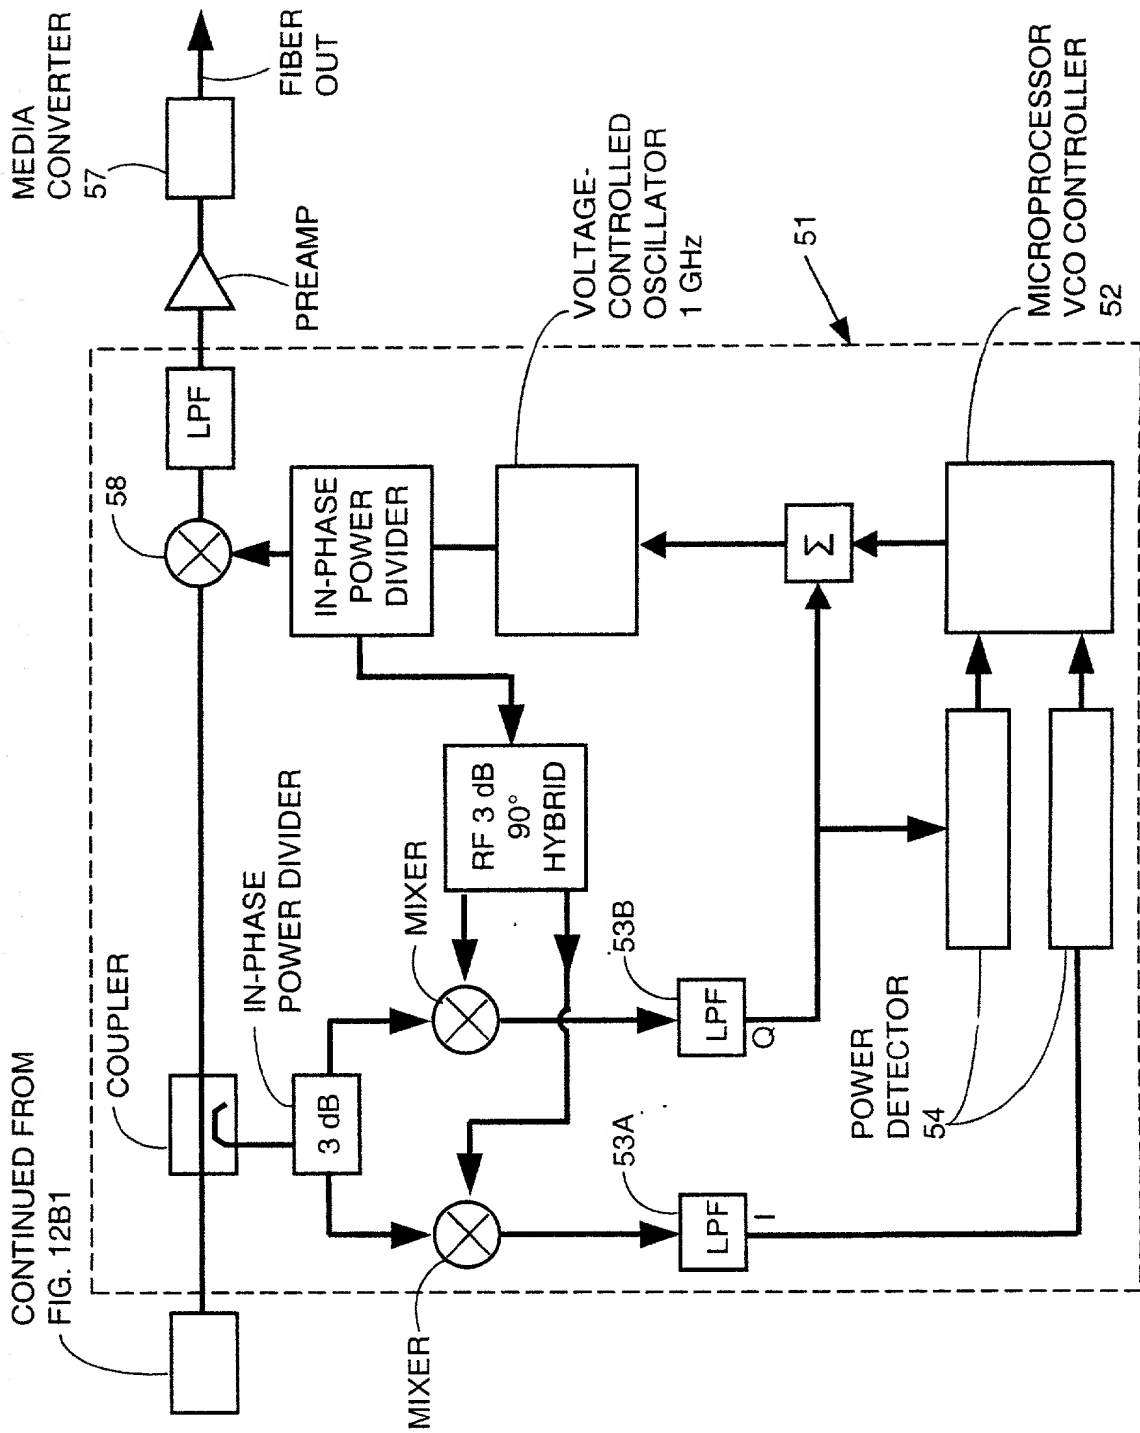 CONTINUED FROM
FIG. 12B1
COUPLER
58
LPF
MEDIA
CONVERTER
57
FIBER
OUT
PREAMP
IN-PHASE
POWER DIVIDER
3 dB
MIXER
MIXER
RF 3 dB
90°
HYBRID
IN-PHASE
POWER
DIVIDER
VOLTAGE-
CONTROLLED
OSCILLATOR
1 GHz
53A
LPF
I
53B
LPF
Q
Σ
51
POWER
DETECTOR
54
MICROPROCESSOR
VCO CONTROLLER
52